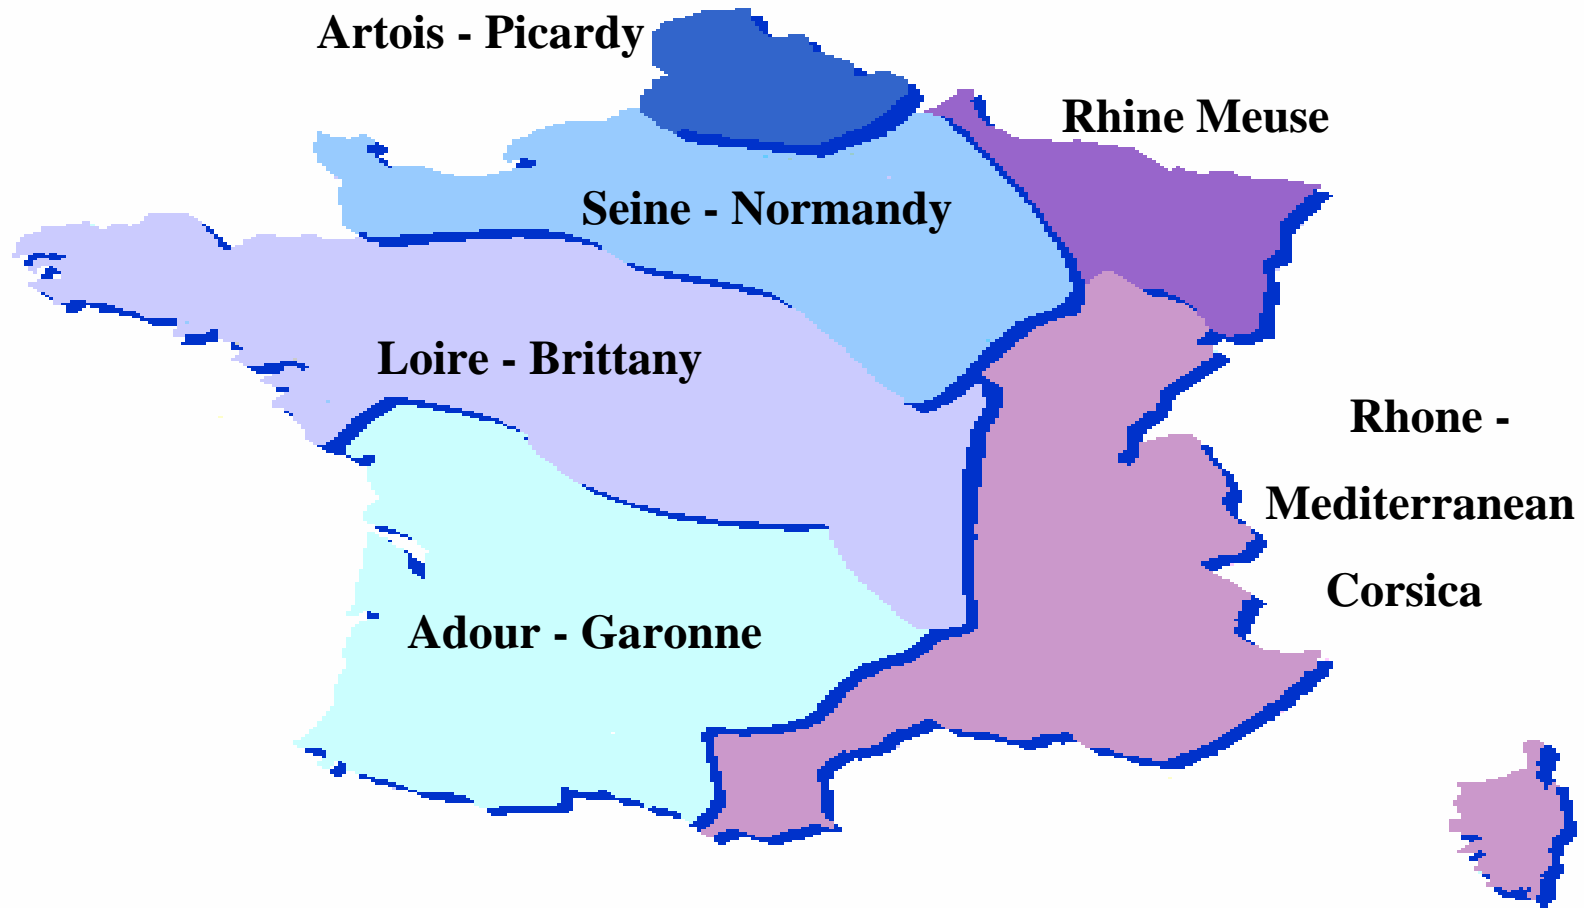 Artois - Picardy
Rhine Meuse
Seine - Normandy
Loire - Brittany
Rhone -
Mediterranean
Corsica
Adour - Garonne